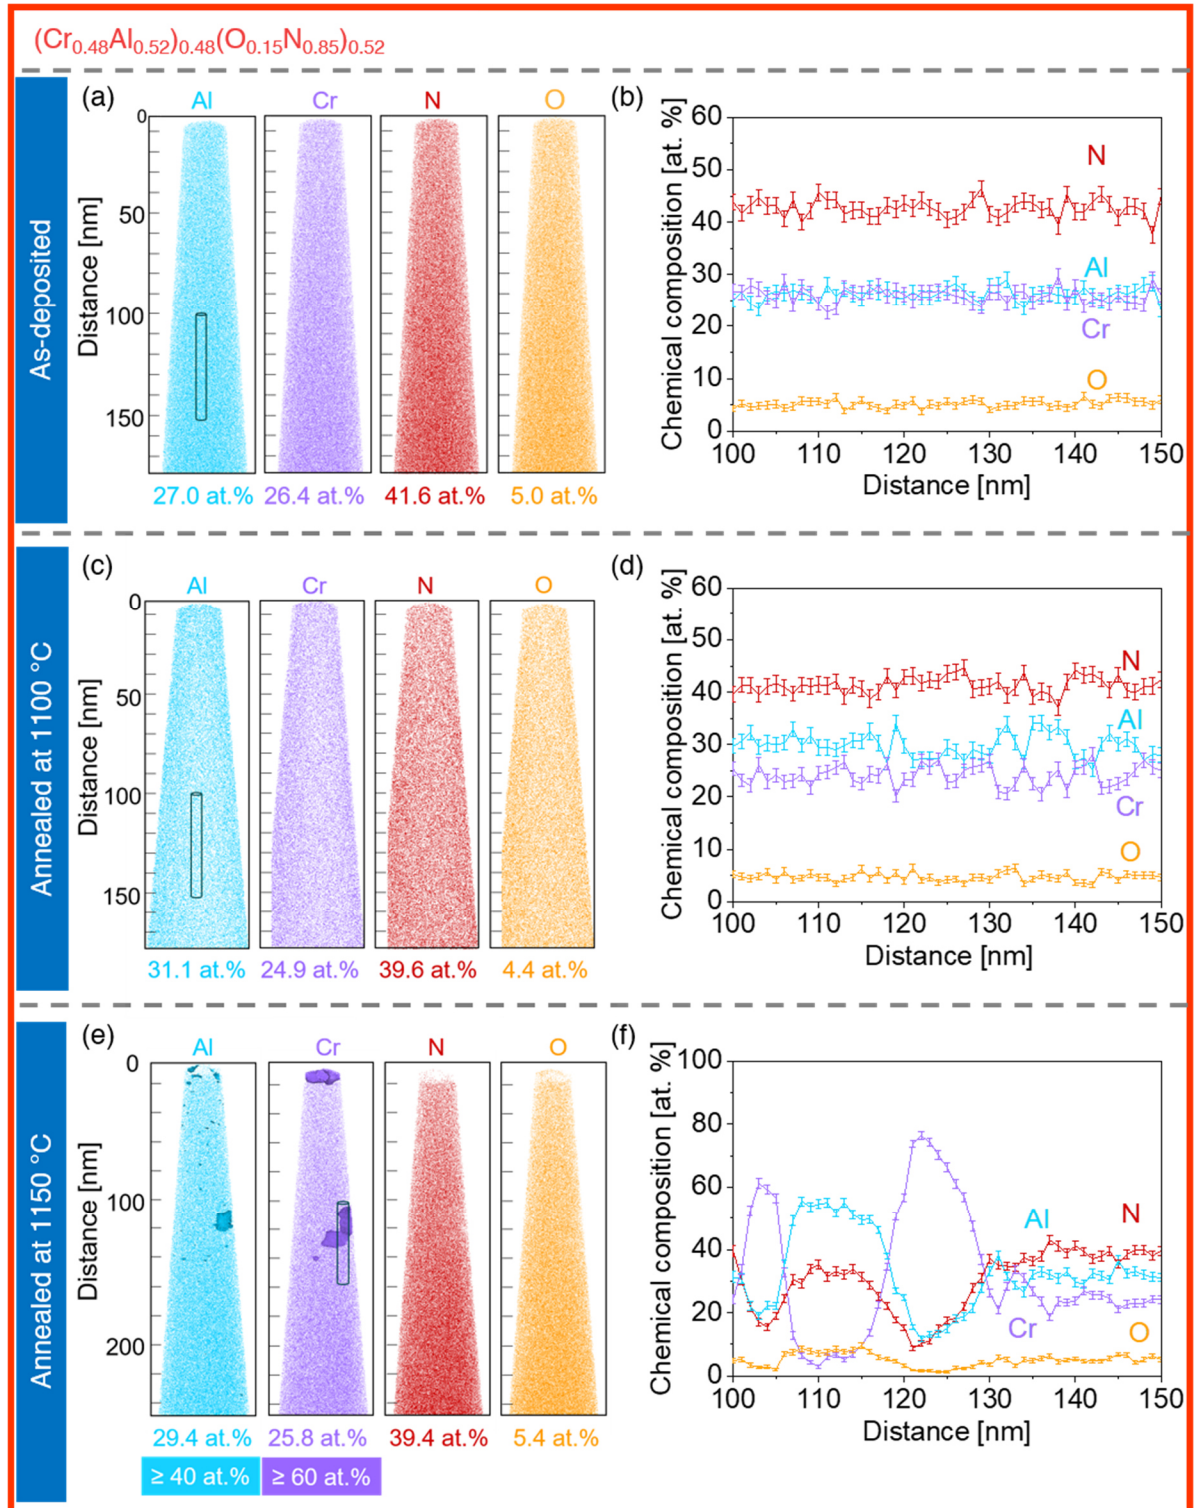 (Cr0.48Al0.52)0.48(O0.15N0.85)0.52
As-deposited
(a)
Al Cr N O
Distance [nm]
0
50
100
150
27.0 at.% 26.4 at.% 41.6 at.% 5.0 at.%
(b)
Chemical composition [at. %]
60
50
40
30
20
10
0
N
Al
Cr
O
100 110 120 130 140 150
Distance [nm]
Annealed at 1100 °C
(c)
Al Cr N O
Distance [nm]
0
50
100
150
31.1 at.% 24.9 at.% 39.6 at.% 4.4 at.%
(d)
Chemical composition [at. %]
60
50
40
30
20
10
0
N
Al
Cr
O
100 110 120 130 140 150
Distance [nm]
Annealed at 1150 °C
(e)
Al Cr N O
Distance [nm]
0
100
200
29.4 at.% 25.8 at.% 39.4 at.% 5.4 at.%
≥ 40 at.% ≥ 60 at.%
(f)
Chemical composition [at. %]
100
80
60
40
20
0
Al N
Cr O
100 110 120 130 140 150
Distance [nm]